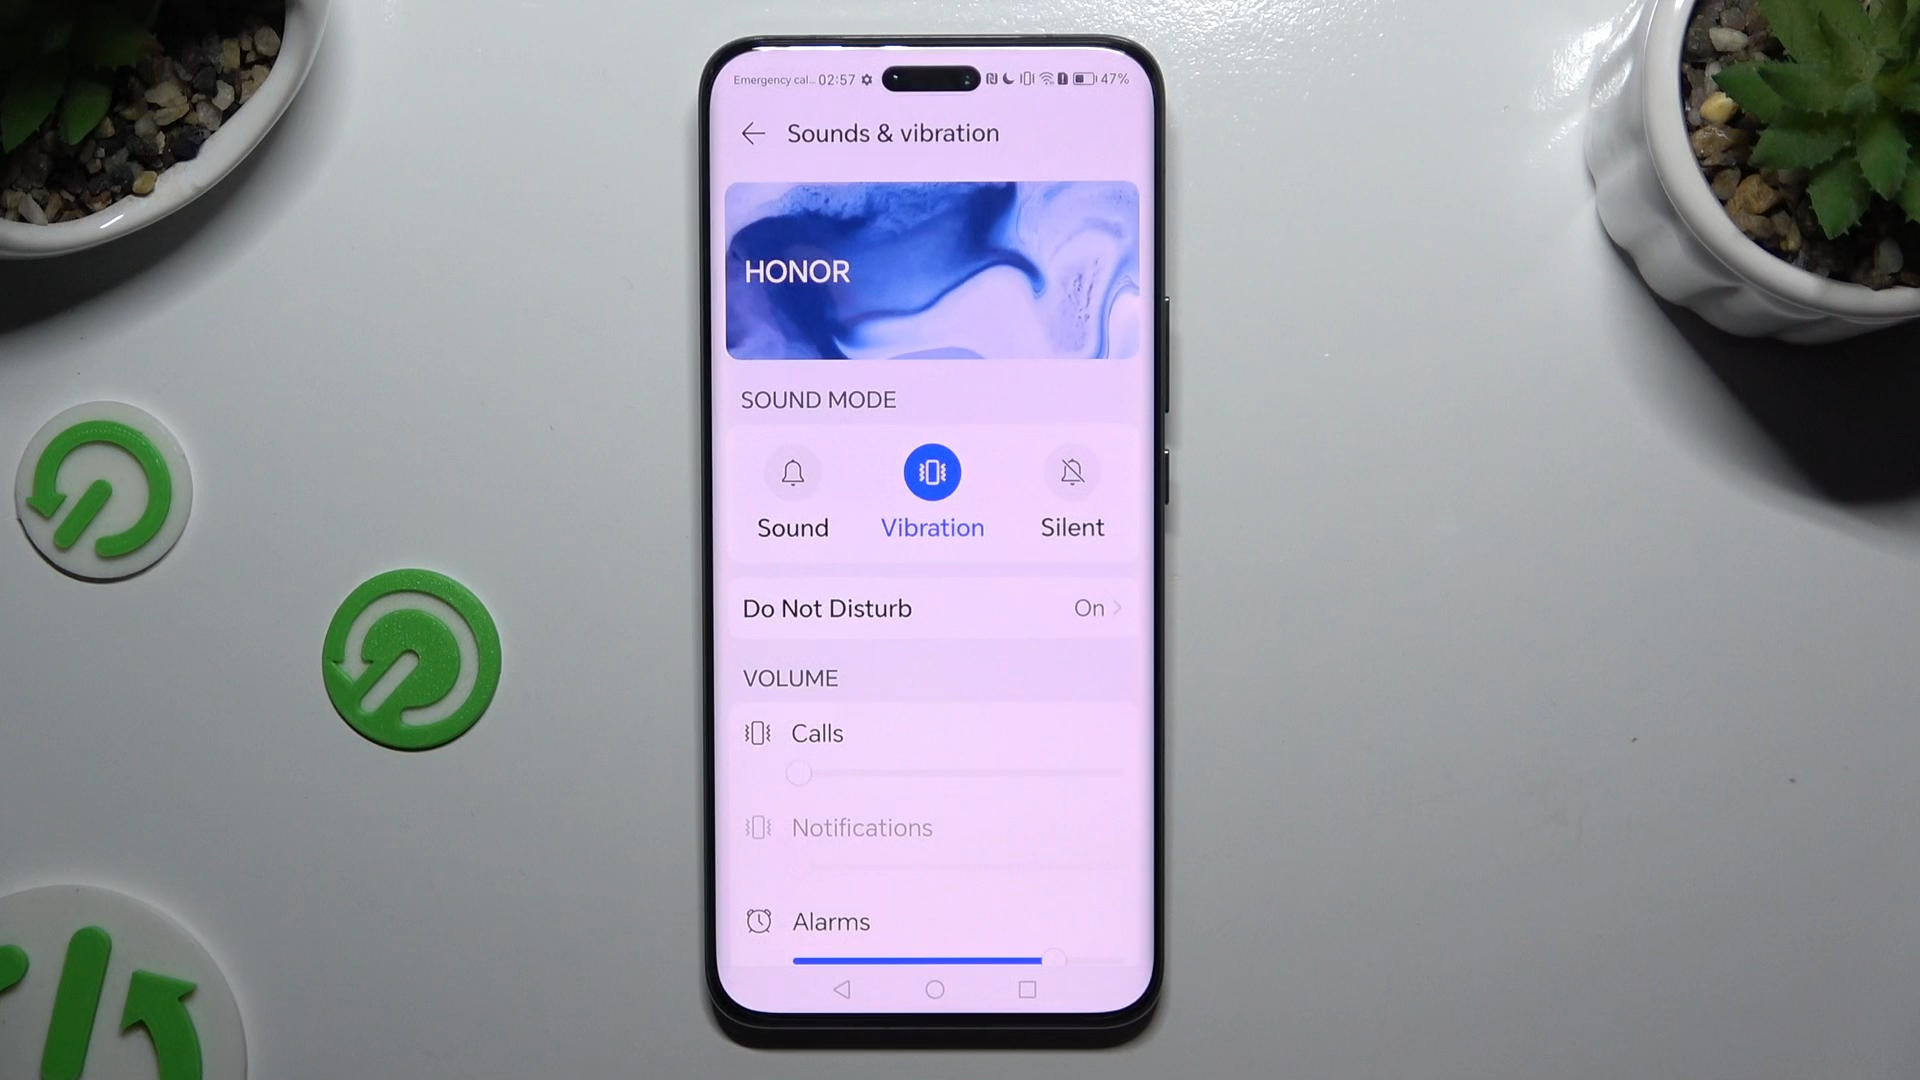 Emergency cal... 02:57 47%
Sounds & vibration
HONOR
SOUND MODE
Sound Vibration Silent
Do Not Disturb On
VOLUME
Calls
Notifications
Alarms